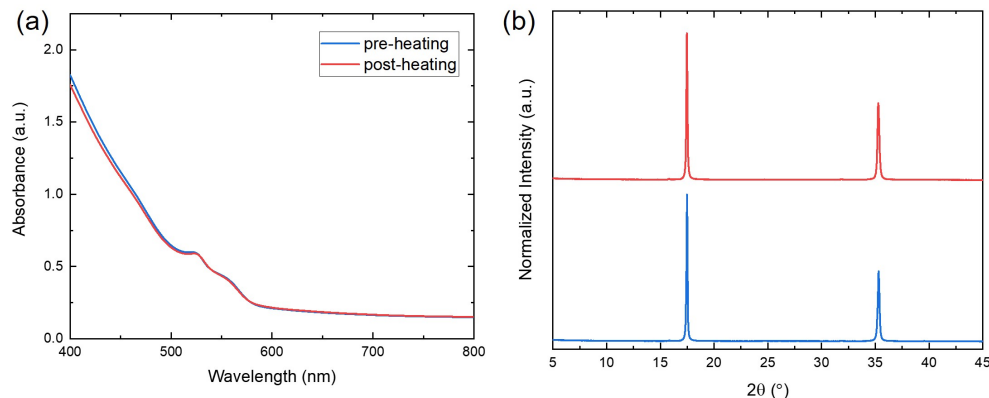 (a)
pre-heating
post-heating
2.0
1.5
1.0
0.5
0.0
400 500 600 700 800
Wavelength (nm)
Absorbance (a.u.)
(b)
Normalized Intensity (a.u.)
5 10 15 20 25 30 35 40 45
2θ (°)